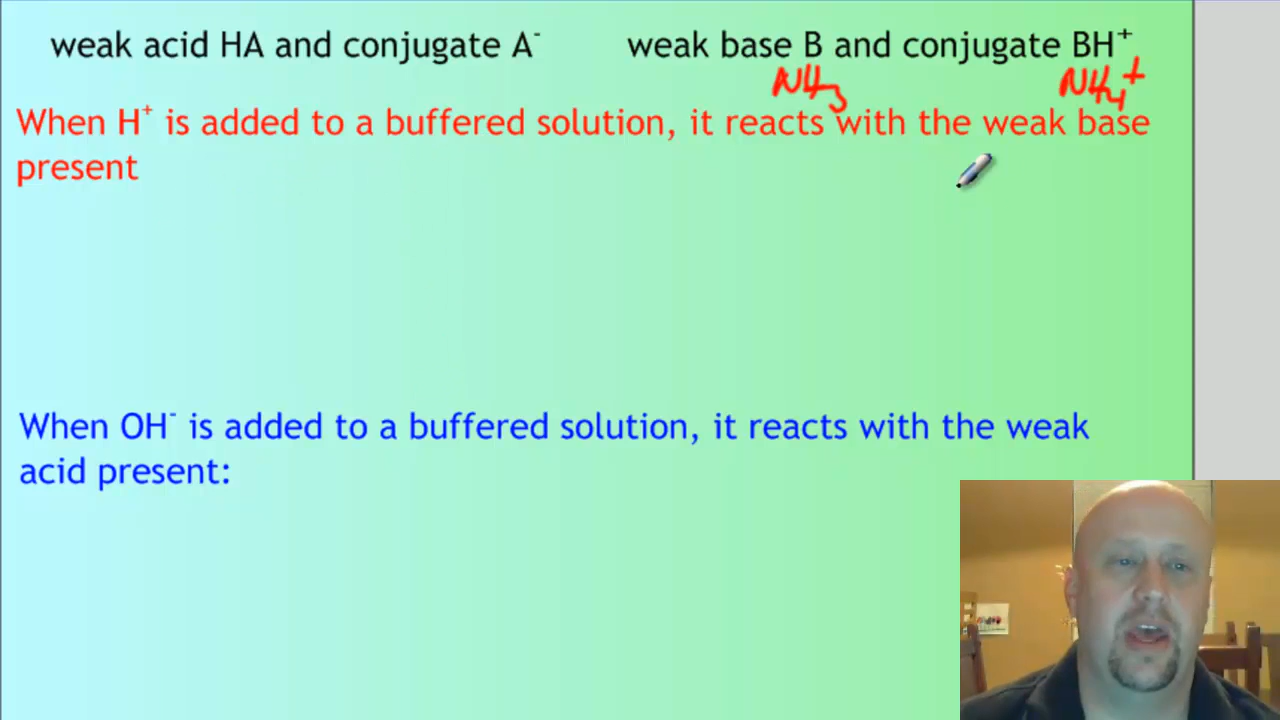 weak acid HA and conjugate A⁻ weak base B and conjugate BH⁺
NH₃ NH₄⁺
When H⁺ is added to a buffered solution, it reacts with the weak base
present
When OH⁻ is added to a buffered solution, it reacts with the weak
acid present: